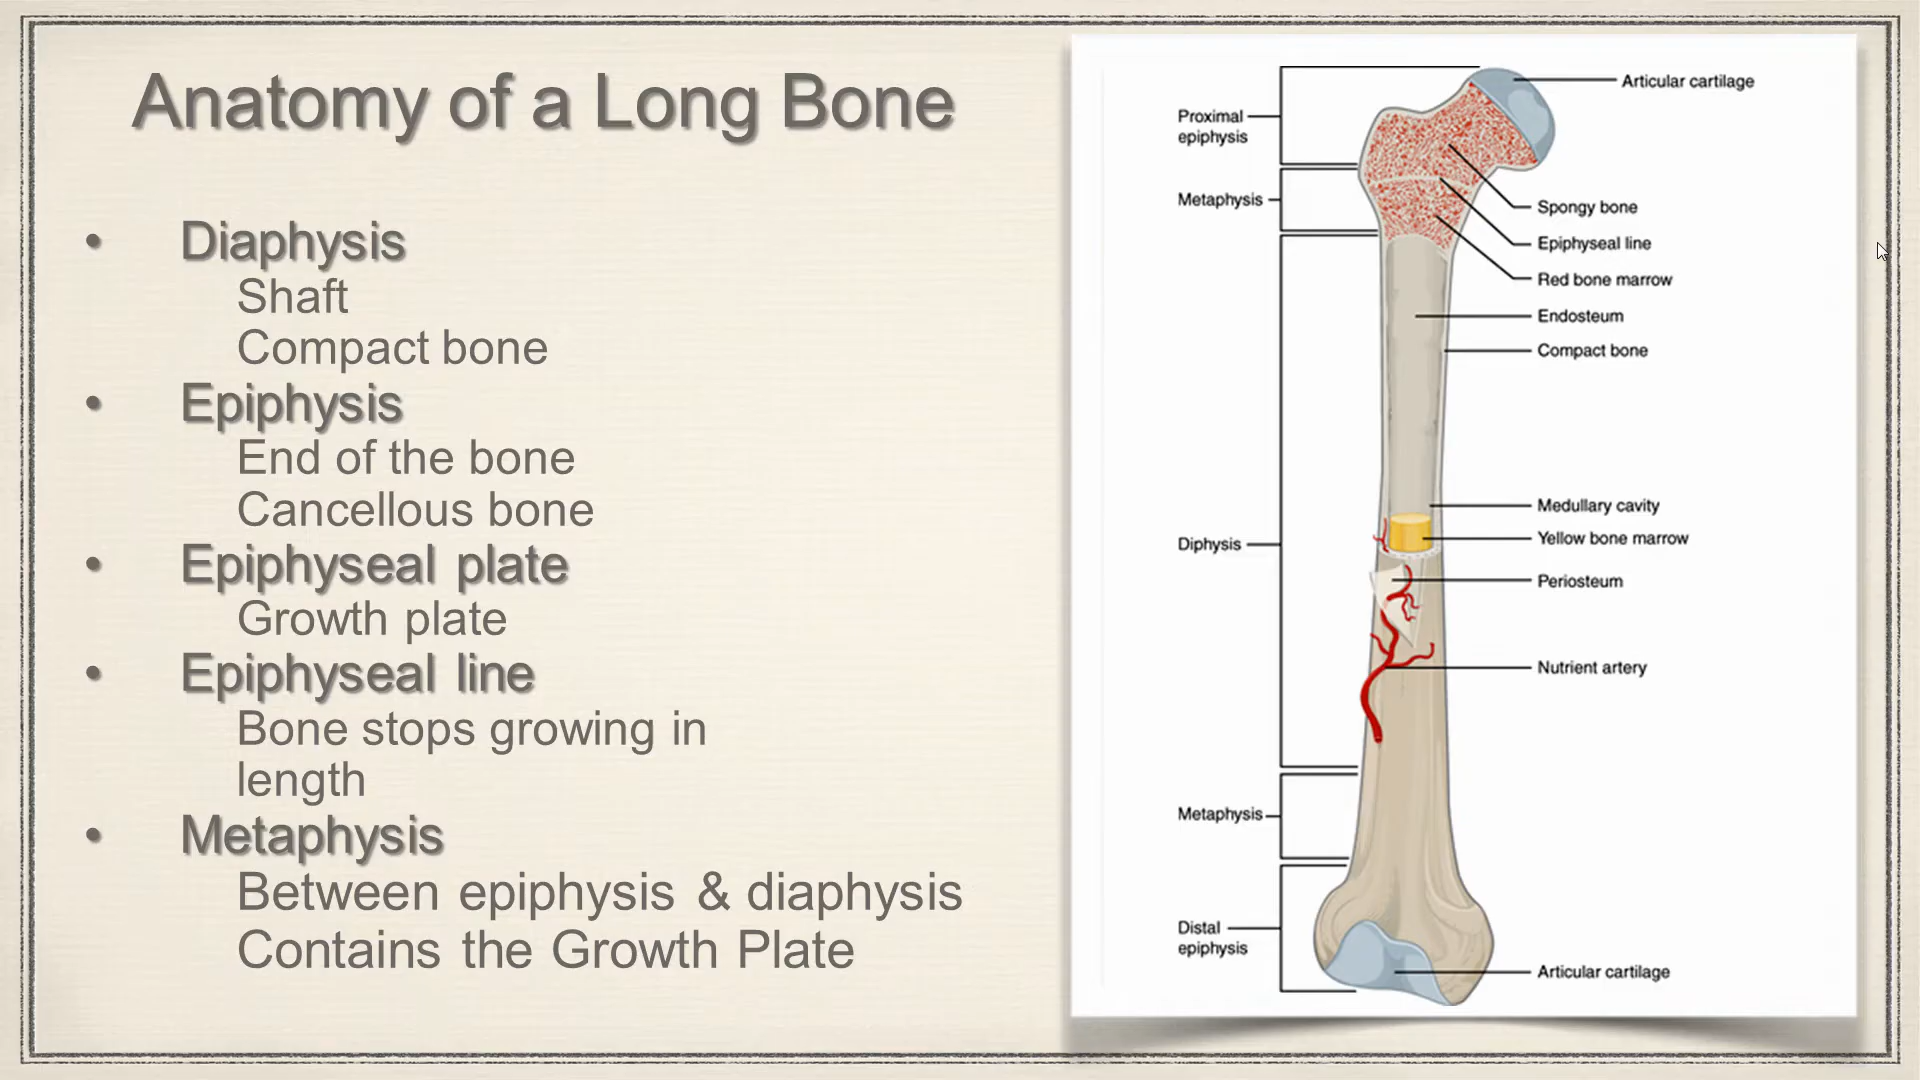 Anatomy of a Long Bone
• Diaphysis
Shaft
Compact bone
• Epiphysis
End of the bone
Cancellous bone
• Epiphyseal plate
Growth plate
• Epiphyseal line
Bone stops growing in
length
• Metaphysis
Between epiphysis & diaphysis
Contains the Growth Plate
Proximal
epiphysis
Metaphysis
Diphysis
Metaphysis
Distal
epiphysis
Articular cartilage
Spongy bone
Epiphyseal line
Red bone marrow
Endosteum
Compact bone
Medullary cavity
Yellow bone marrow
Periosteum
Nutrient artery
Articular cartilage